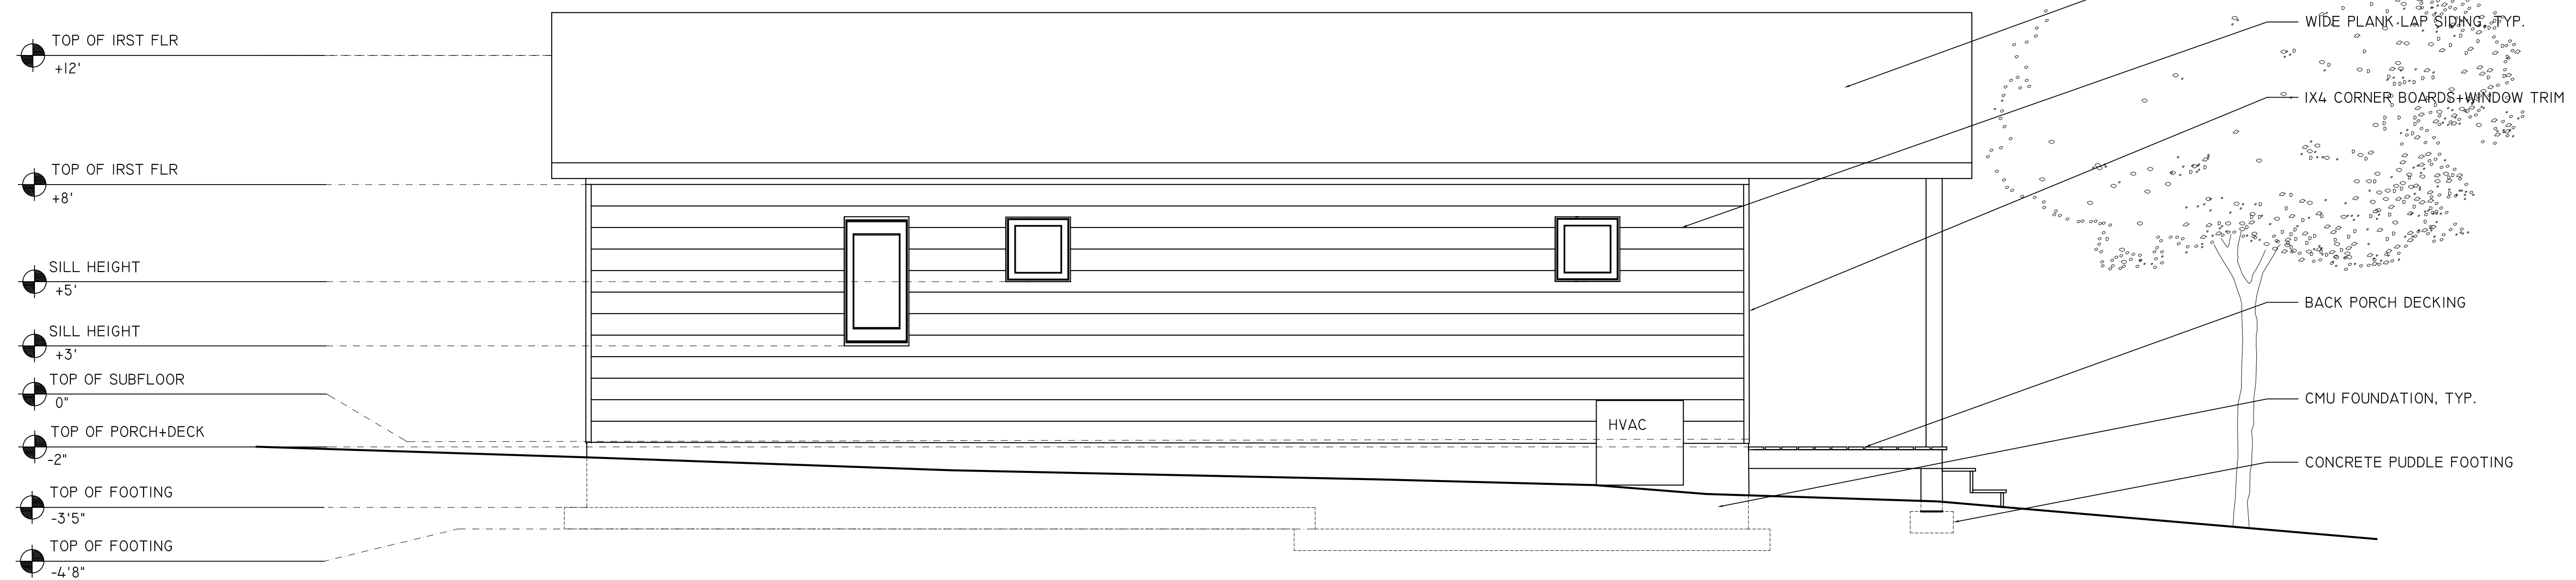 TOP OF IRST FLR
+12'
TOP OF IRST FLR
+8'
SILL HEIGHT
+5'
SILL HEIGHT
+3'
TOP OF SUBFLOOR
0"
TOP OF PORCH+DECK
-2"
TOP OF FOOTING
-3'5"
TOP OF FOOTING
-4'8"
HVAC
WIDE PLANK LAP SIDING, TYP.
1X4 CORNER BOARDS+WINDOW TRIM
BACK PORCH DECKING
CMU FOUNDATION, TYP.
CONCRETE PUDDLE FOOTING